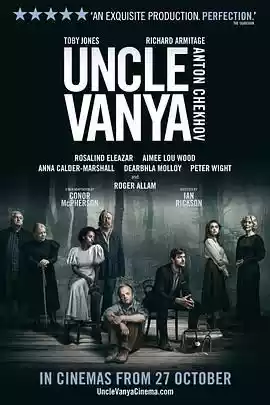 ★★★★★ 'AN EXQUISITE PRODUCTION. PERFECTION.'
THE GUARDIAN
TOBY JONES RICHARD ARMITAGE
UNCLE
VANYA
ANTON CHEKHOV
ROSALIND ELEAZAR AIMEE LOU WOOD
ANNA CALDER-MARSHALL DEARBHLA MOLLOY PETER WIGHT
AND
ROGER ALLAM
A NEW ADAPTATION BY
CONOR
McPHERSON
DIRECTED BY
IAN
RICKSON
IN CINEMAS FROM 27 OCTOBER
UncleVanyaCinema.com